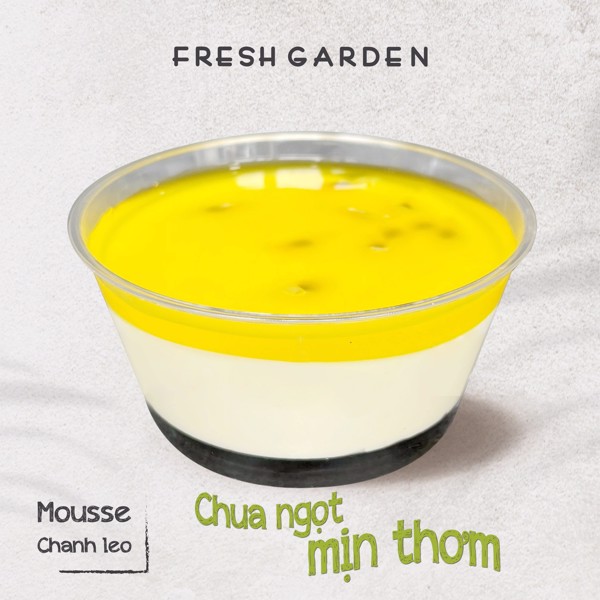 FRESH GARDEN
Mousse
Chanh leo
Chua ngọt
mịn thơm